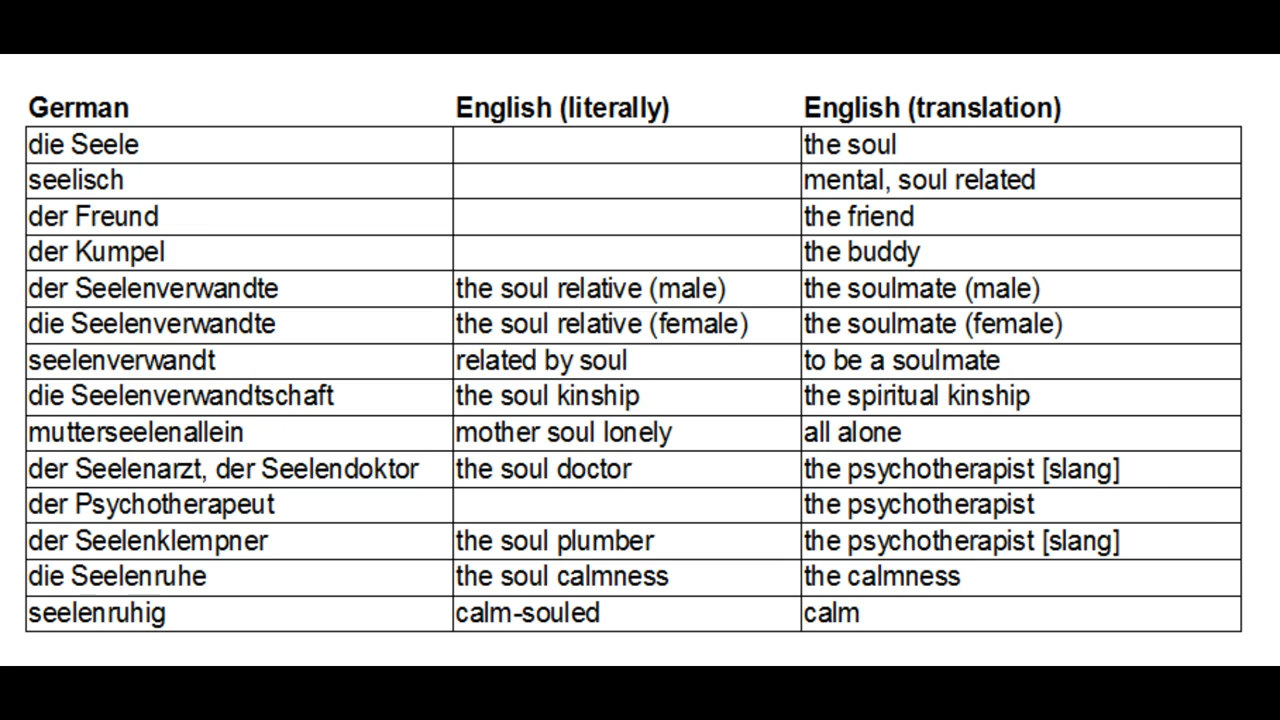 German English (literally) English (translation)
die Seele the soul
seelisch mental, soul related
der Freund the friend
der Kumpel the buddy
der Seelenverwandte the soul relative (male) the soulmate (male)
die Seelenverwandte the soul relative (female) the soulmate (female)
seelenverwandt related by soul to be a soulmate
die Seelenverwandtschaft the soul kinship the spiritual kinship
mutterseelenallein mother soul lonely all alone
der Seelenarzt, der Seelendoktor the soul doctor the psychotherapist [slang]
der Psychotherapeut the psychotherapist
der Seelenklempner the soul plumber the psychotherapist [slang]
die Seelenruhe the soul calmness the calmness
seelenruhig calm-souled calm